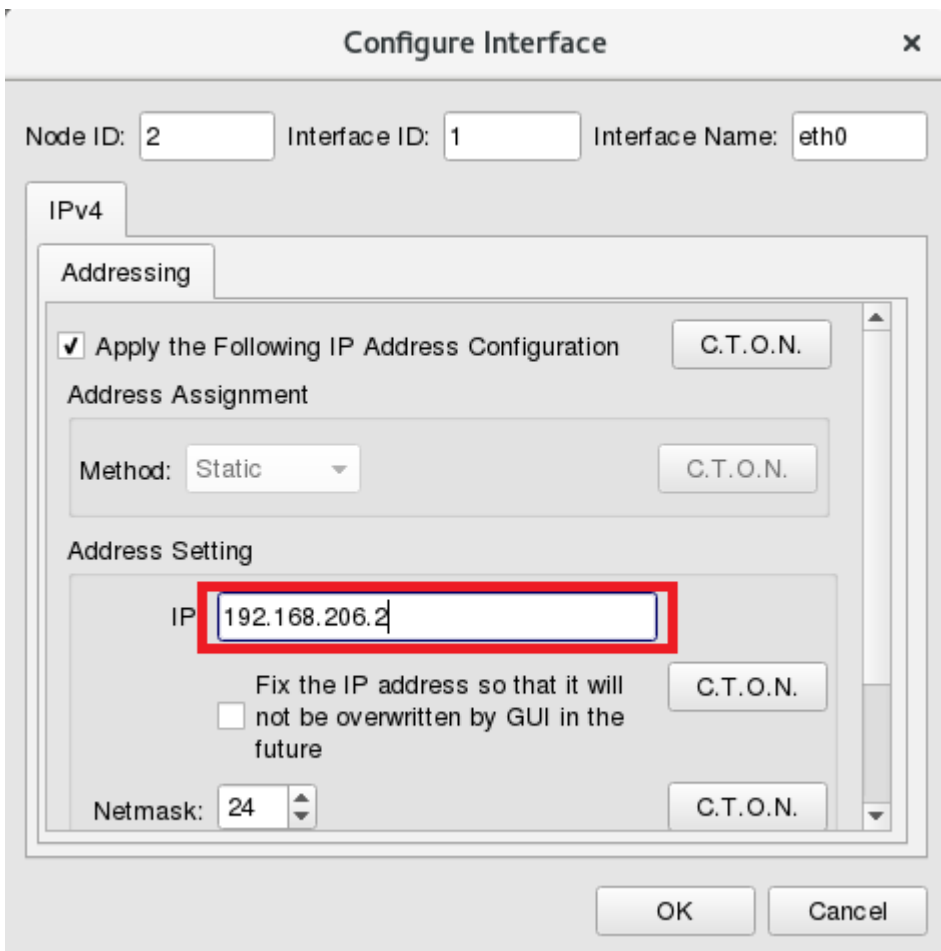 Configure Interface
Node ID: 2 Interface ID: 1 Interface Name: eth0
IPv4
Addressing
Apply the Following IP Address Configuration C.T.O.N.
Address Assignment
Method: Static C.T.O.N.
Address Setting
IP 192.168.206.2
Fix the IP address so that it will
not be overwritten by GUI in the
future
C.T.O.N.
Netmask: 24 C.T.O.N.
OK Cancel